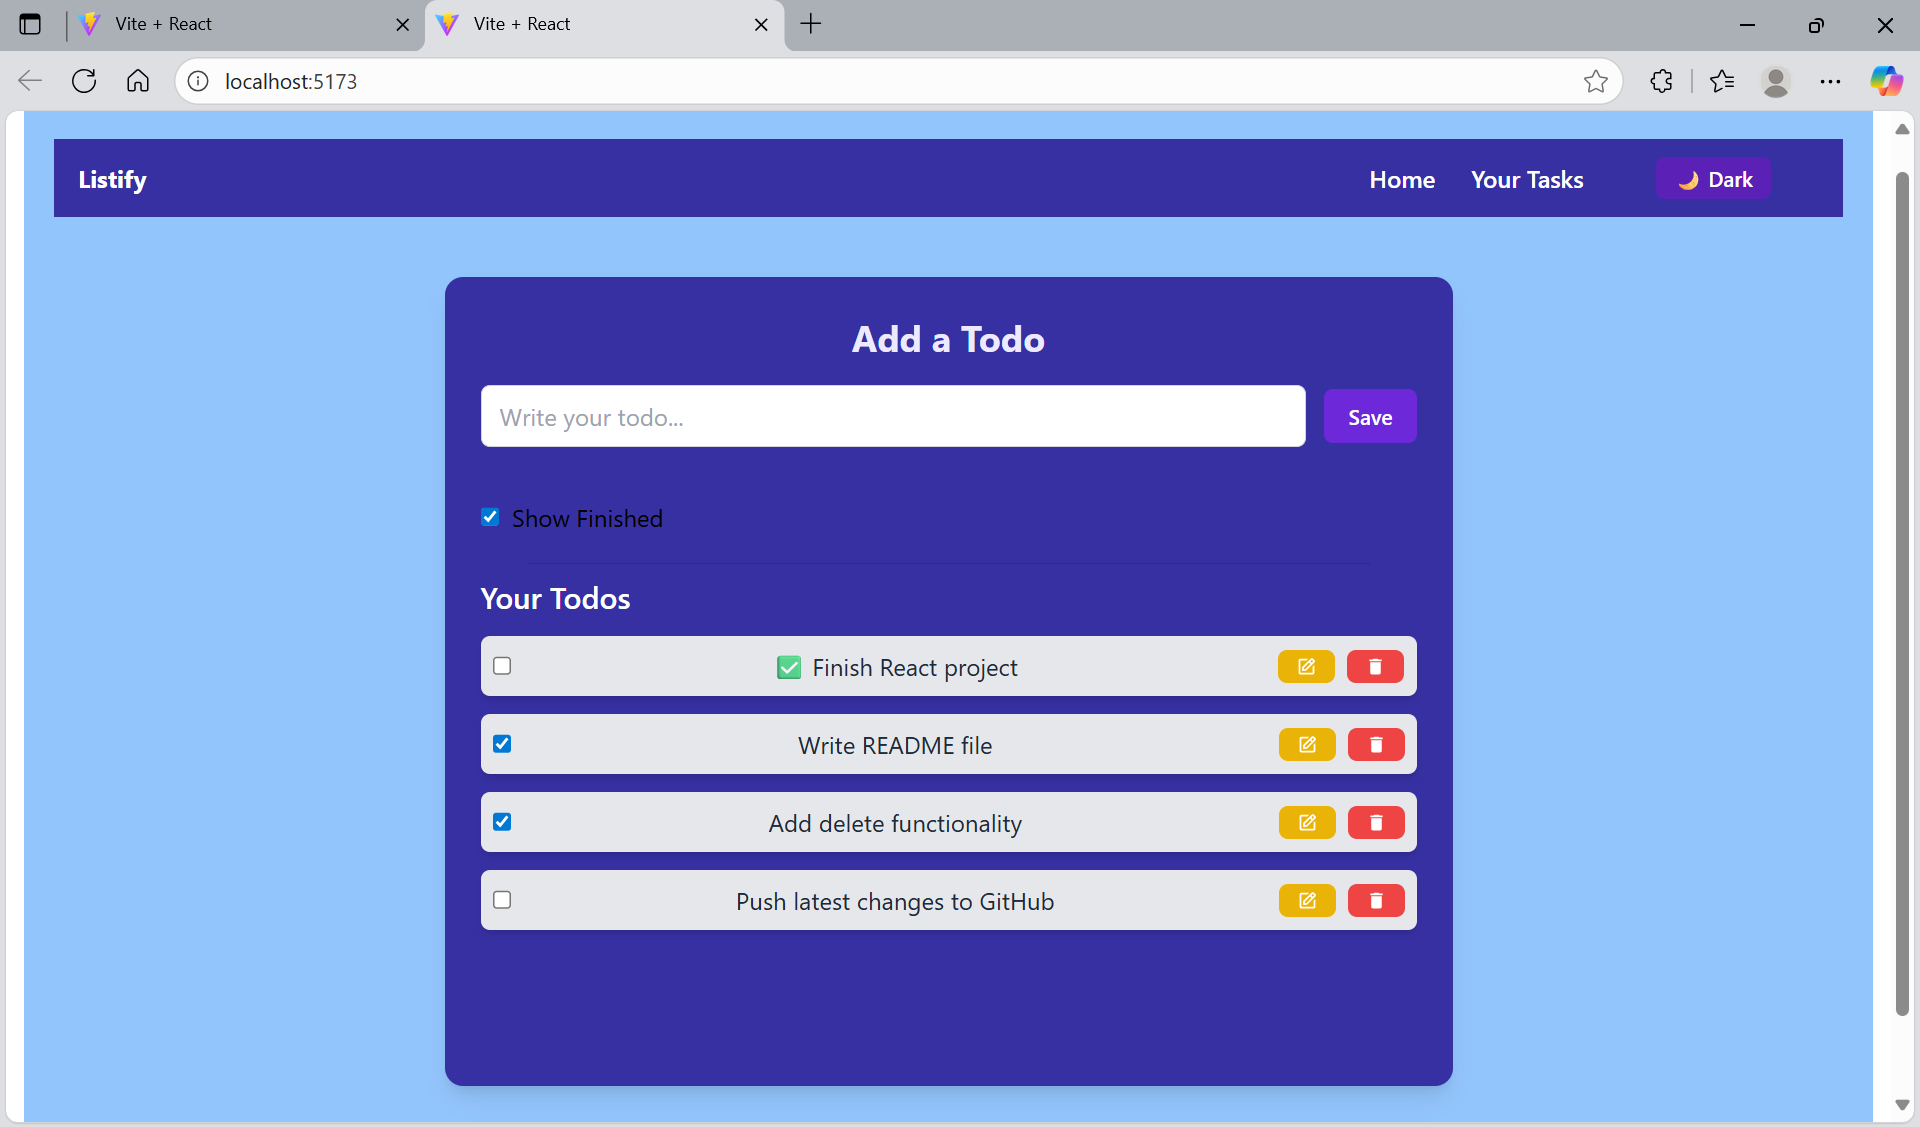 Vite + React
Vite + React
localhost:5173
Listify
Home
Your Tasks
🌙 Dark
Add a Todo
Write your todo...
Save
Show Finished
Your Todos
✅ Finish React project
Write README file
Add delete functionality
Push latest changes to GitHub